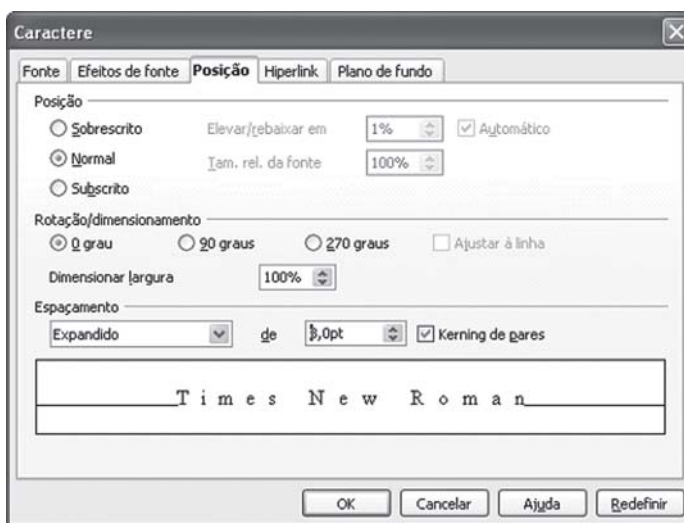 Caractere
Fonte Efeitos de fonte Posição Hiperlink Plano de fundo
Posição
Sobrescrito Elevar/rebaixar em 1% Automático
Normal Tam. rel. da fonte 100%
Subscrito
Rotação/dimensionamento
0 grau 90 graus 270 graus Ajustar à linha
Dimensionar largura 100%
Espaçamento
Expandido de 3,0pt Kerning de pares
Times New Roman
OK Cancelar Ajuda Redefinir